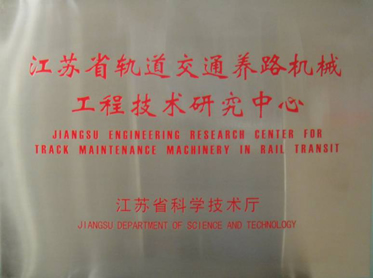 江苏省轨道交通养路机械
工程技术研究中心
JIANGSU ENGINEERING RESEARCH CENTER FOR
TRACK MAINTENANCE MACHINERY IN RAIL TRANSIT
江苏省科学技术厅
JIANGSU DEPARTMENT OF SCIENCE AND TECHNOLOGY